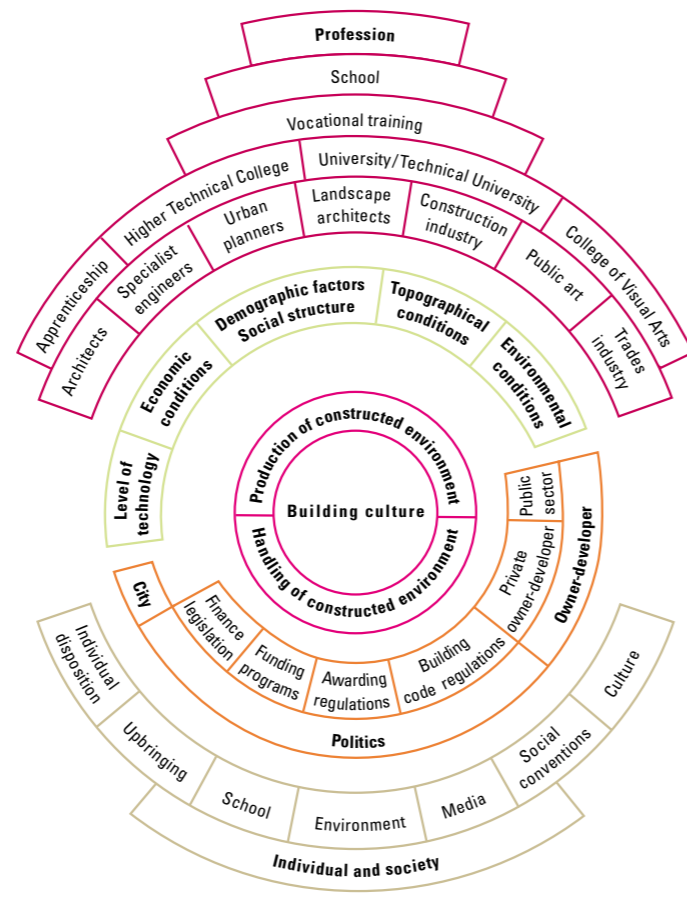 Profession
School
Vocational training
Higher Technical College
University/Technical University
Apprenticeship
College of Visual Arts
Architects
Specialist
engineers
Urban
planners
Landscape
architects
Construction
industry
Public art
Trades
industry
Level of
technology
Economic
conditions
Demographic factors
Social structure
Topographical
conditions
Environmental
conditions
Production of constructed environment
Building culture
Handling of constructed environment
Public
sector
Private
owner-developer
Owner-developer
City
Finance
legislation
Funding
programs
Awarding
regulations
Building
code regulations
Politics
Individual
disposition
Upbringing
School
Environment
Media
Social
conventions
Culture
Individual and society